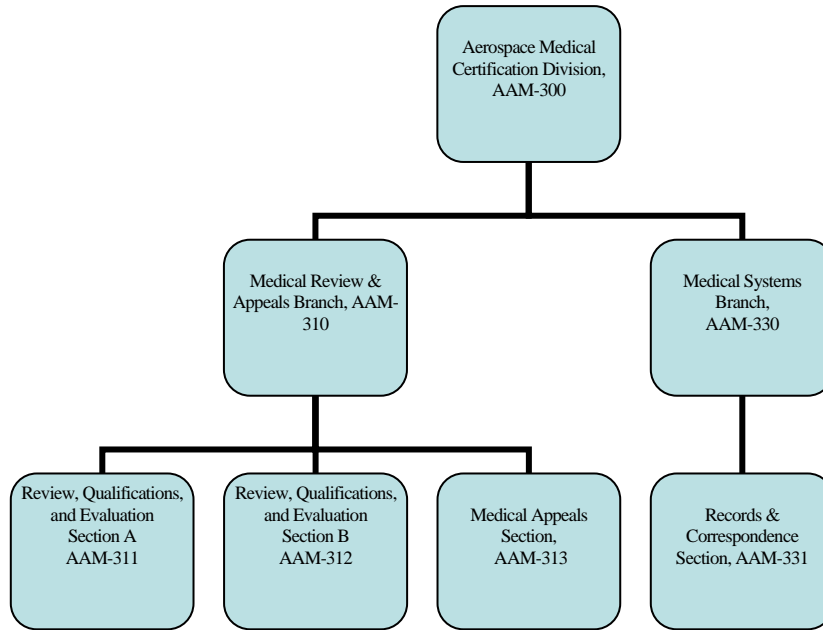 Aerospace Medical
Certification Division,
AAM-300
Medical Review &
Appeals Branch, AAM-
310
Medical Systems
Branch,
AAM-330
Review, Qualifications,
and Evaluation
Section A
AAM-311
Review, Qualifications,
and Evaluation
Section B
AAM-312
Medical Appeals
Section,
AAM-313
Records &
Correspondence
Section, AAM-331